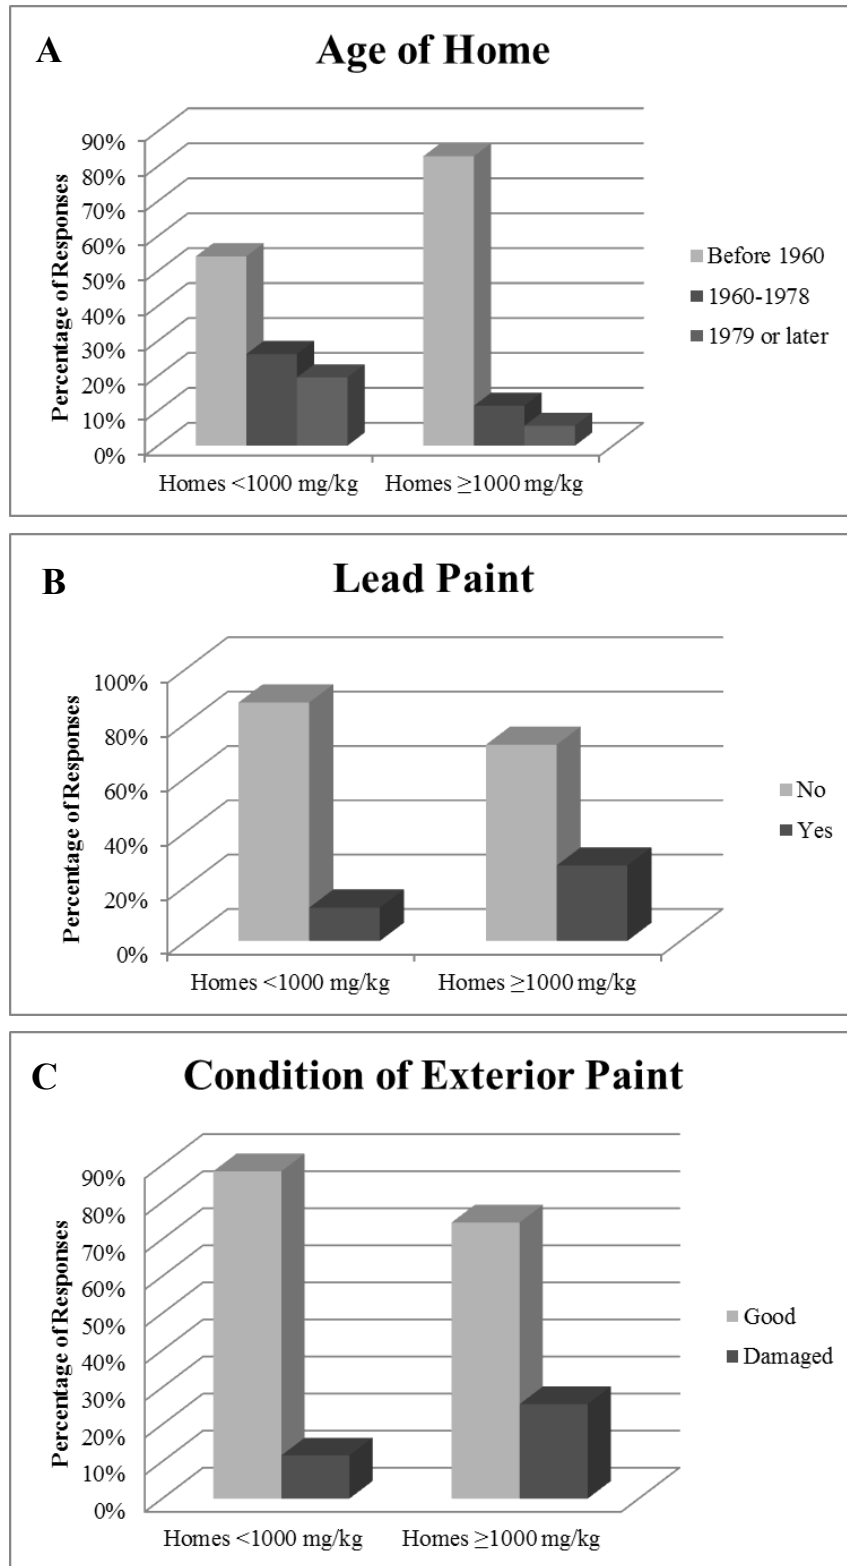 A
Age of Home
Percentage of Responses
90%
80%
70%
60%
50%
40%
30%
20%
10%
0%
Homes <1000 mg/kg
Homes ≥1000 mg/kg
Before 1960
1960-1978
1979 or later
B
Lead Paint
Percentage of Responses
100%
80%
60%
40%
20%
0%
Homes <1000 mg/kg
Homes ≥1000 mg/kg
No
Yes
C
Condition of Exterior Paint
Percentage of Responses
90%
80%
70%
60%
50%
40%
30%
20%
10%
0%
Homes <1000 mg/kg
Homes ≥1000 mg/kg
Good
Damaged